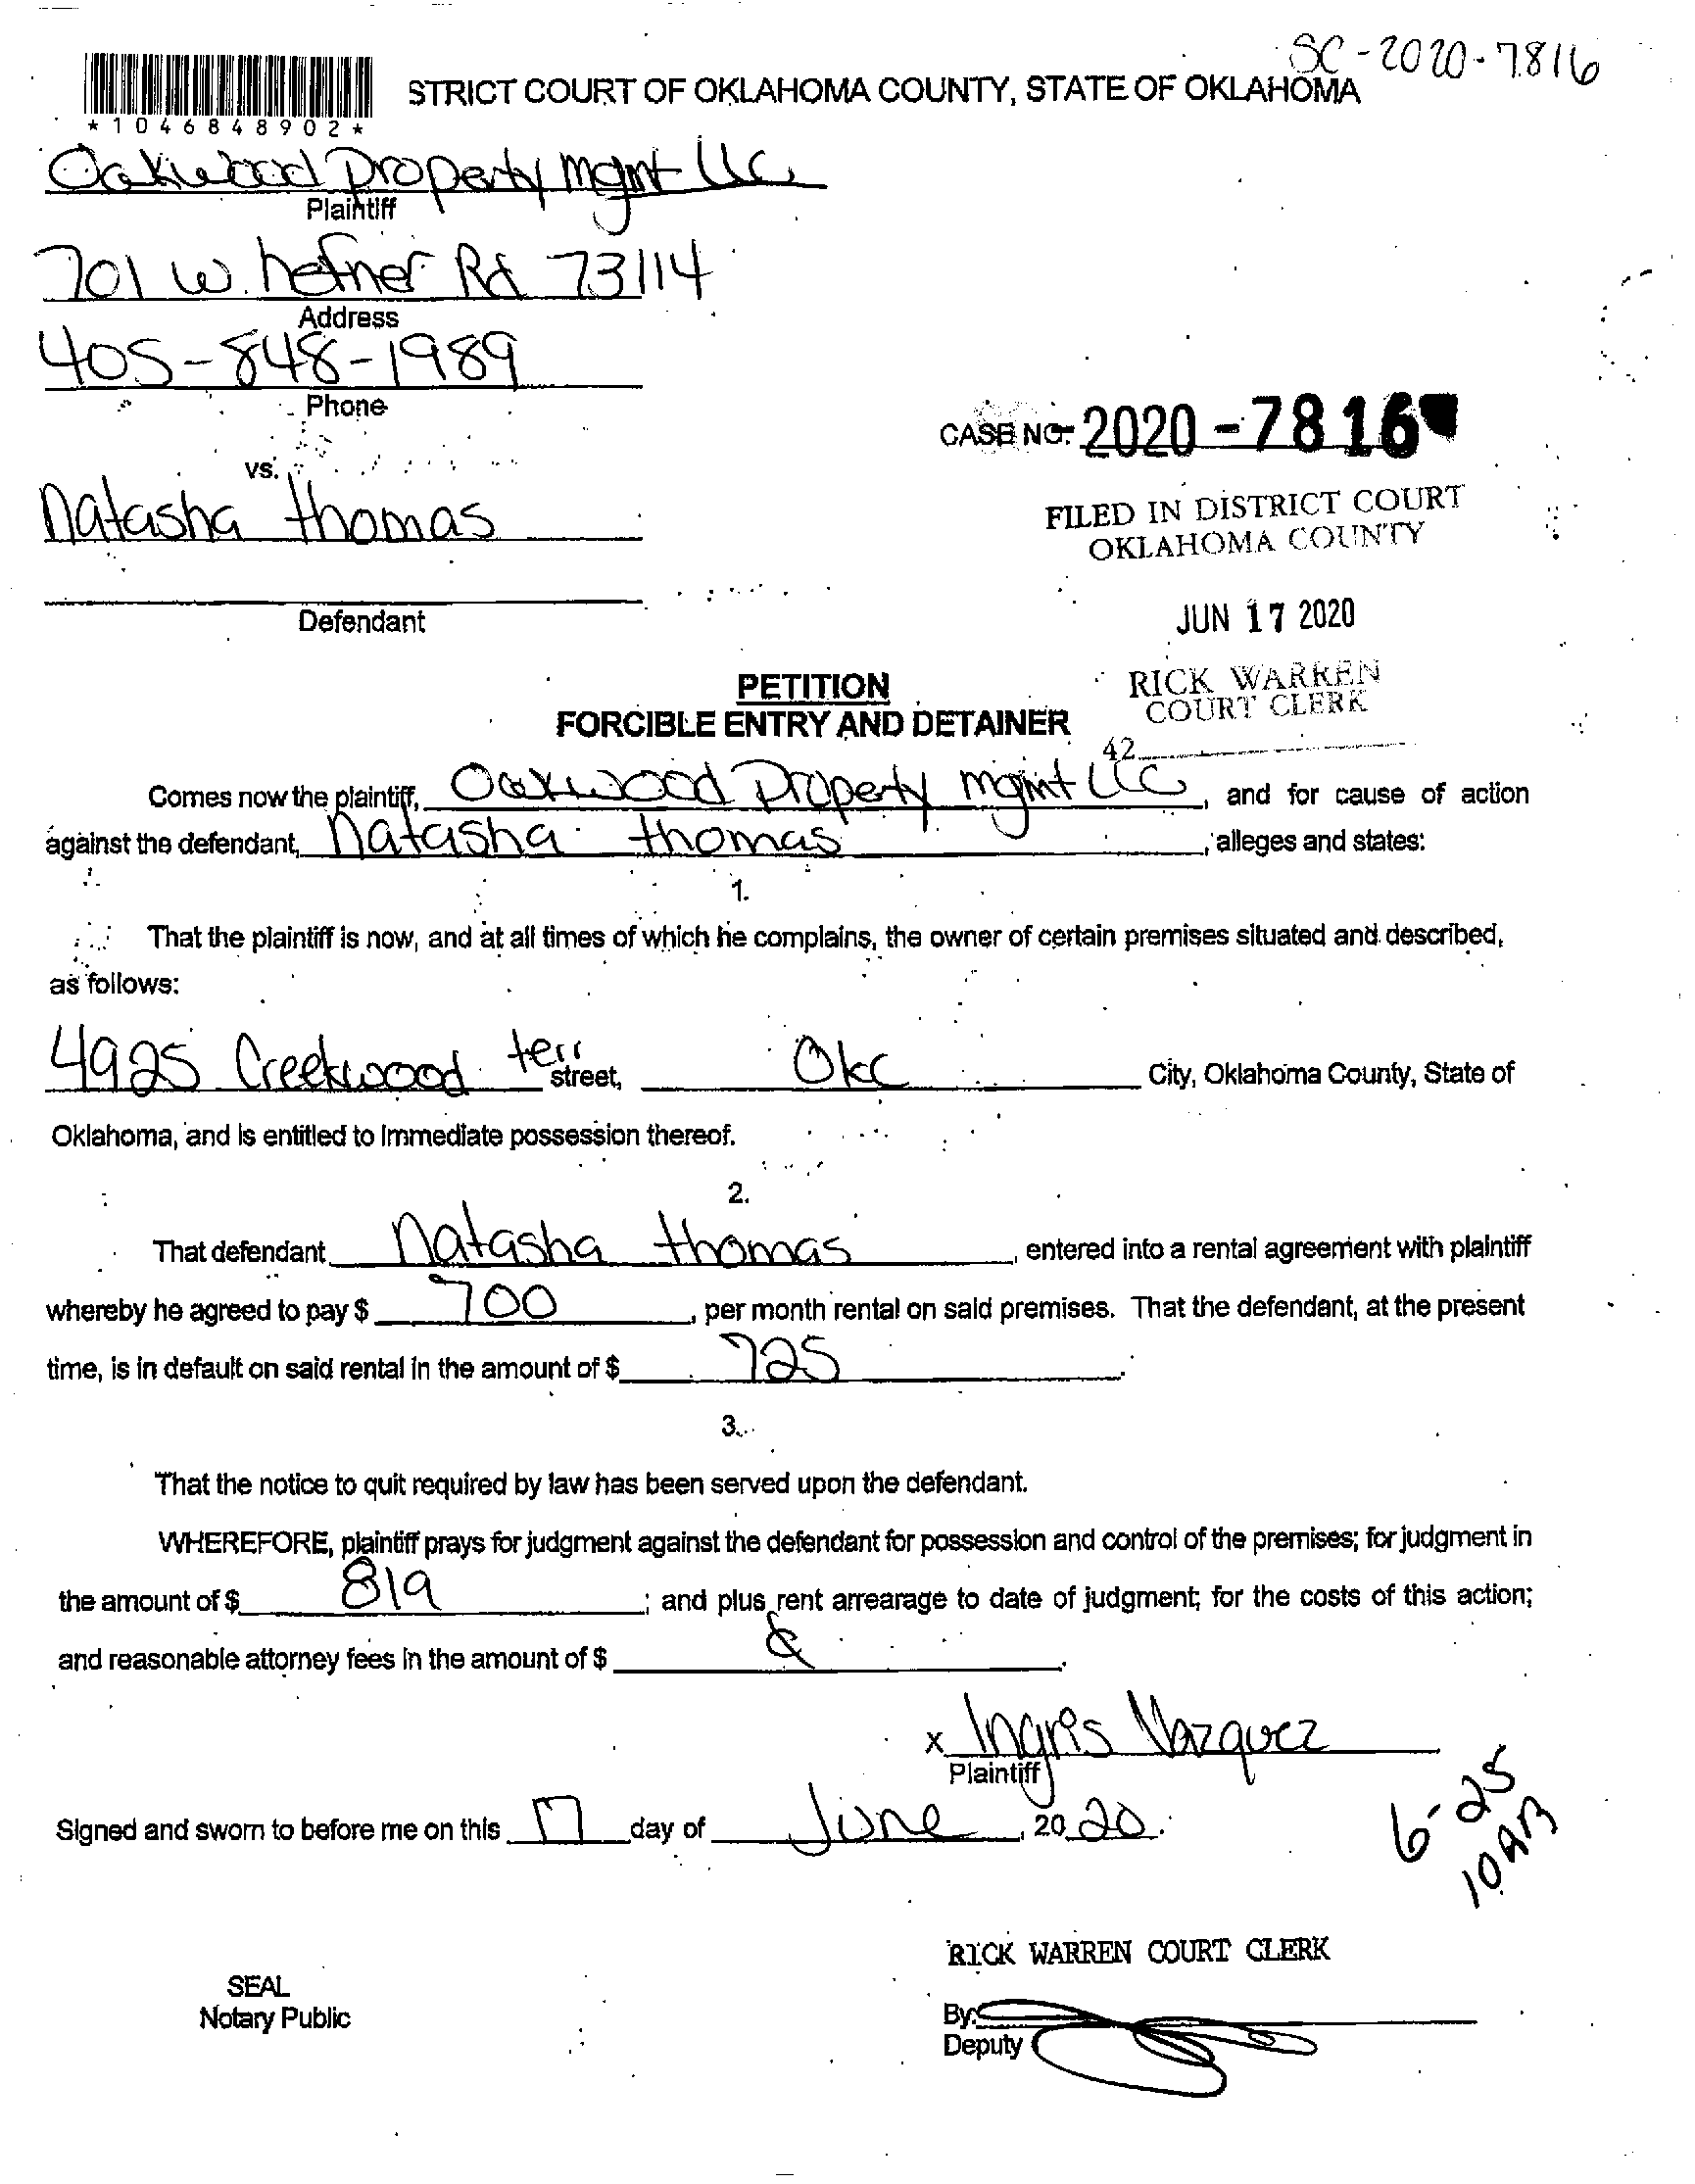 SC-2020-7816
STRICT COURT OF OKLAHOMA COUNTY, STATE OF OKLAHOMA
*1046848902*
Oakwood property mgmt LLC
Plaintiff
701 W. hefner Rd 73114
Address
405-848-1989
Phone
CASE NO. 2020-7816
vs.
natasha thomas
FILED IN DISTRICT COURT
OKLAHOMA COUNTY
Defendant
JUN 17 2020
PETITION
RICK WARREN
COURT CLERK
FORCIBLE ENTRY AND DETAINER
42
Comes now the plaintiff, Oakwood Property mgmt LLC, and for cause of action
against the defendant, natasha thomas, alleges and states:
1.
That the plaintiff is now, and at all times of which he complains, the owner of certain premises situated and described,
as follows:
4925 Creekwood terr street, Okc City, Oklahoma County, State of
Oklahoma, and is entitled to immediate possession thereof.
2.
That defendant natasha thomas, entered into a rental agreement with plaintiff
whereby he agreed to pay $ 700, per month rental on said premises. That the defendant, at the present
time, is in default on said rental in the amount of $ 725.
3.
That the notice to quit required by law has been served upon the defendant.
WHEREFORE, plaintiff prays for judgment against the defendant for possession and control of the premises; for judgment in
the amount of $ 819; and plus rent arrearage to date of judgment; for the costs of this action;
and reasonable attorney fees in the amount of $
x Ingris Vazquez
Plaintiff
Signed and sworn to before me on this 17 day of June, 2020.
6-25
10AM
RICK WARREN COURT CLERK
SEAL
Notary Public
By:
Deputy